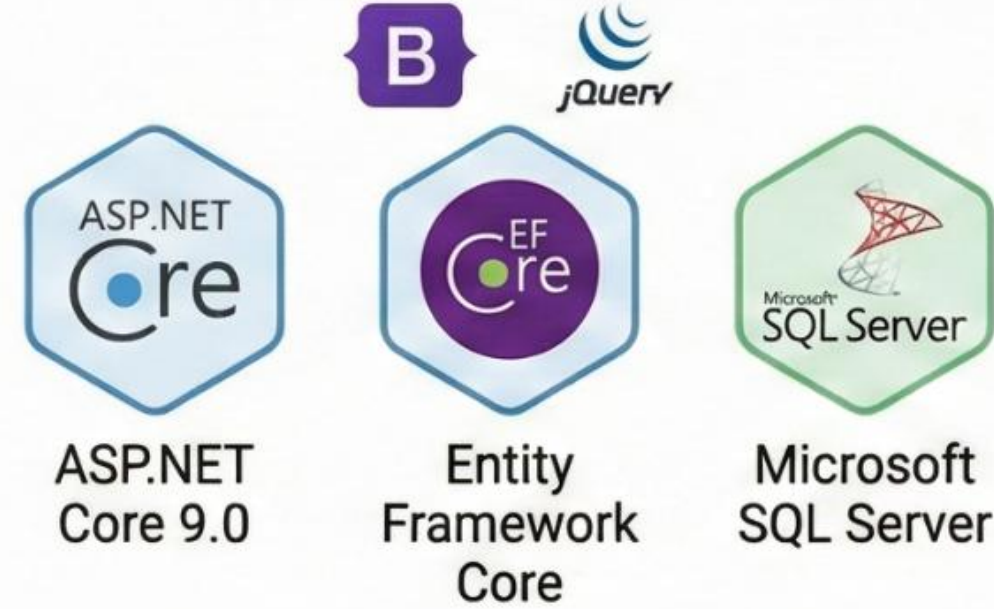 B
jQuery
ASP.NET
Core
EF
Core
Microsoft
SQL Server
ASP.NET
Core 9.0
Entity
Framework
Core
Microsoft
SQL Server